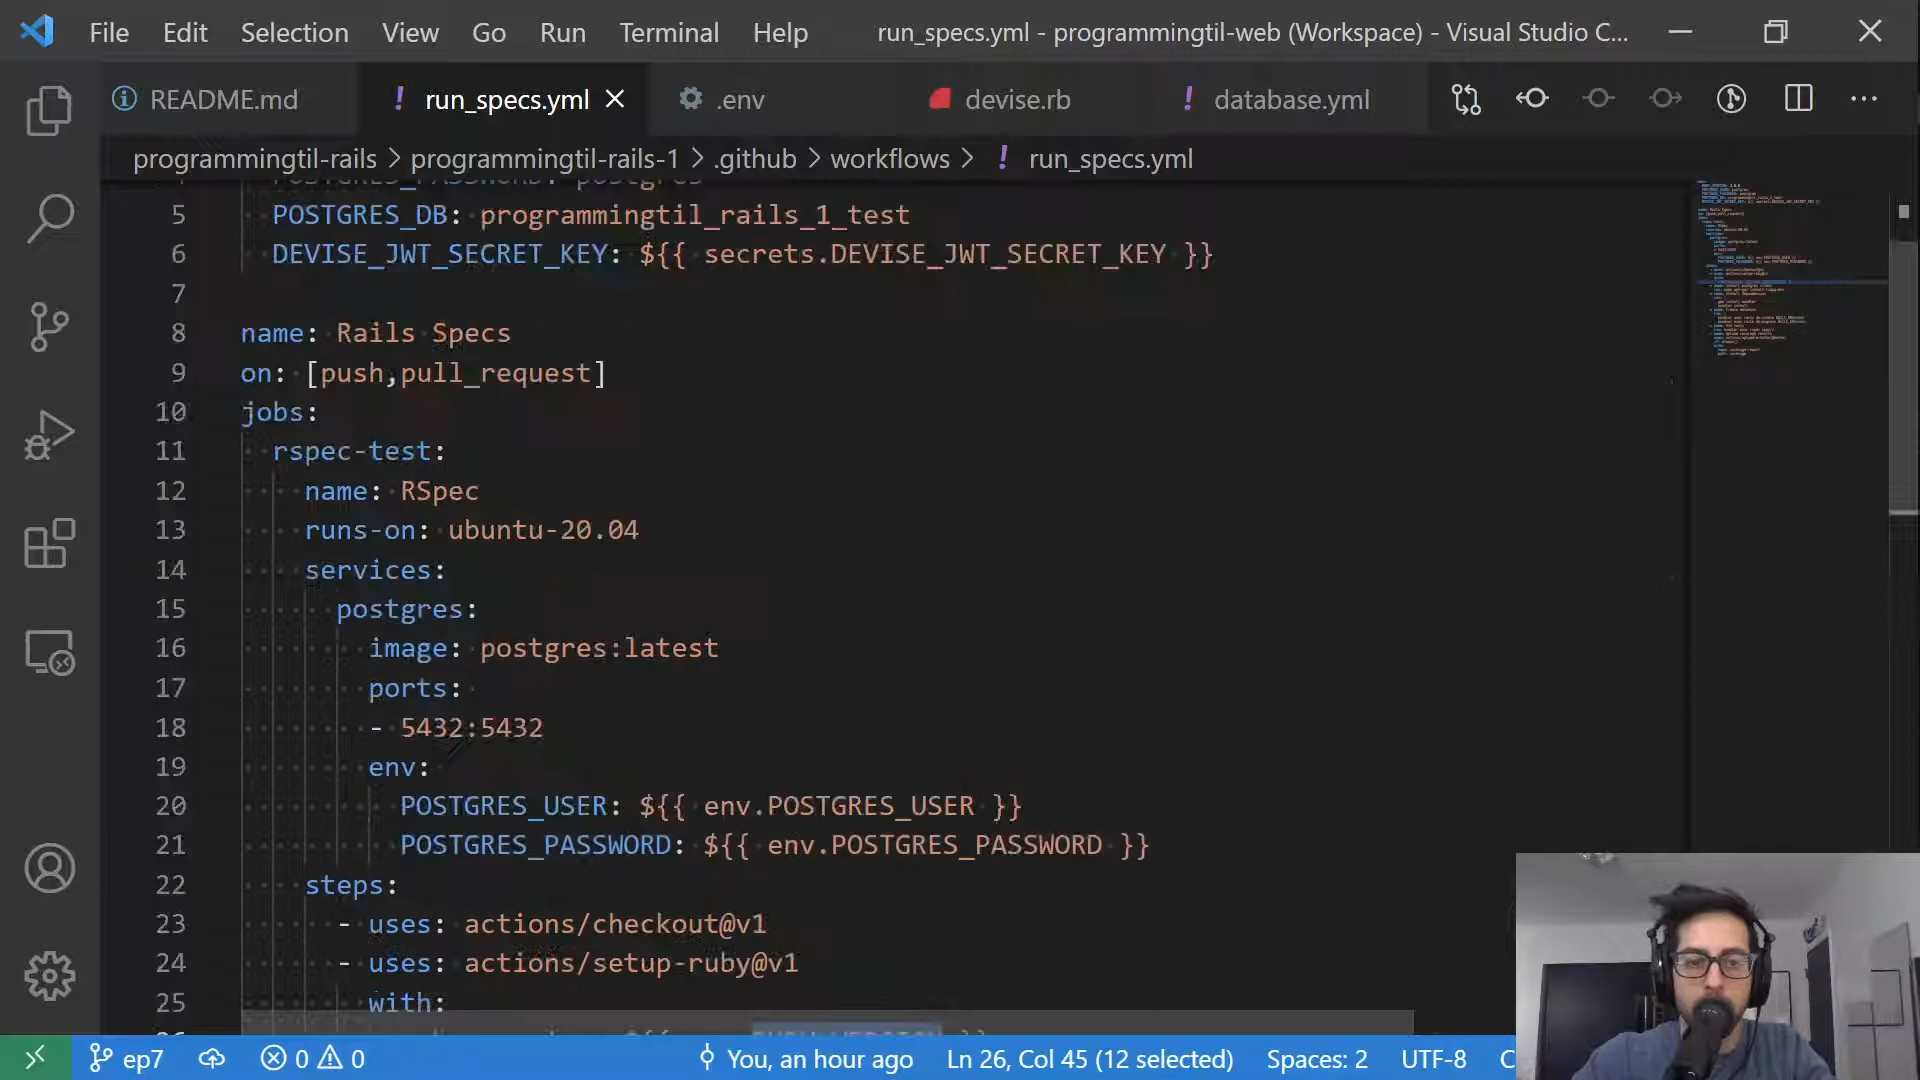 File Edit Selection View Go Run Terminal Help run_specs.yml - programmingtil-web (Workspace) - Visual Studio C...
README.md ! run_specs.yml .env devise.rb ! database.yml
programmingtil-rails > programmingtil-rails-1 > .github > workflows > ! run_specs.yml
POSTGRES_PASSWORD: postgres
5 POSTGRES_DB: programmingtil_rails_1_test
6 DEVISE_JWT_SECRET_KEY: ${{ secrets.DEVISE_JWT_SECRET_KEY }}
7
8 name: Rails Specs
9 on: [push,pull_request]
10 jobs:
11 rspec-test:
12 name: RSpec
13 runs-on: ubuntu-20.04
14 services:
15 postgres:
16 image: postgres:latest
17 ports:
18 - 5432:5432
19 env:
20 POSTGRES_USER: ${{ env.POSTGRES_USER }}
21 POSTGRES_PASSWORD: ${{ env.POSTGRES_PASSWORD }}
22 steps:
23 - uses: actions/checkout@v1
24 - uses: actions/setup-ruby@v1
25 with:
ep7 0 0 You, an hour ago Ln 26, Col 45 (12 selected) Spaces: 2 UTF-8 C